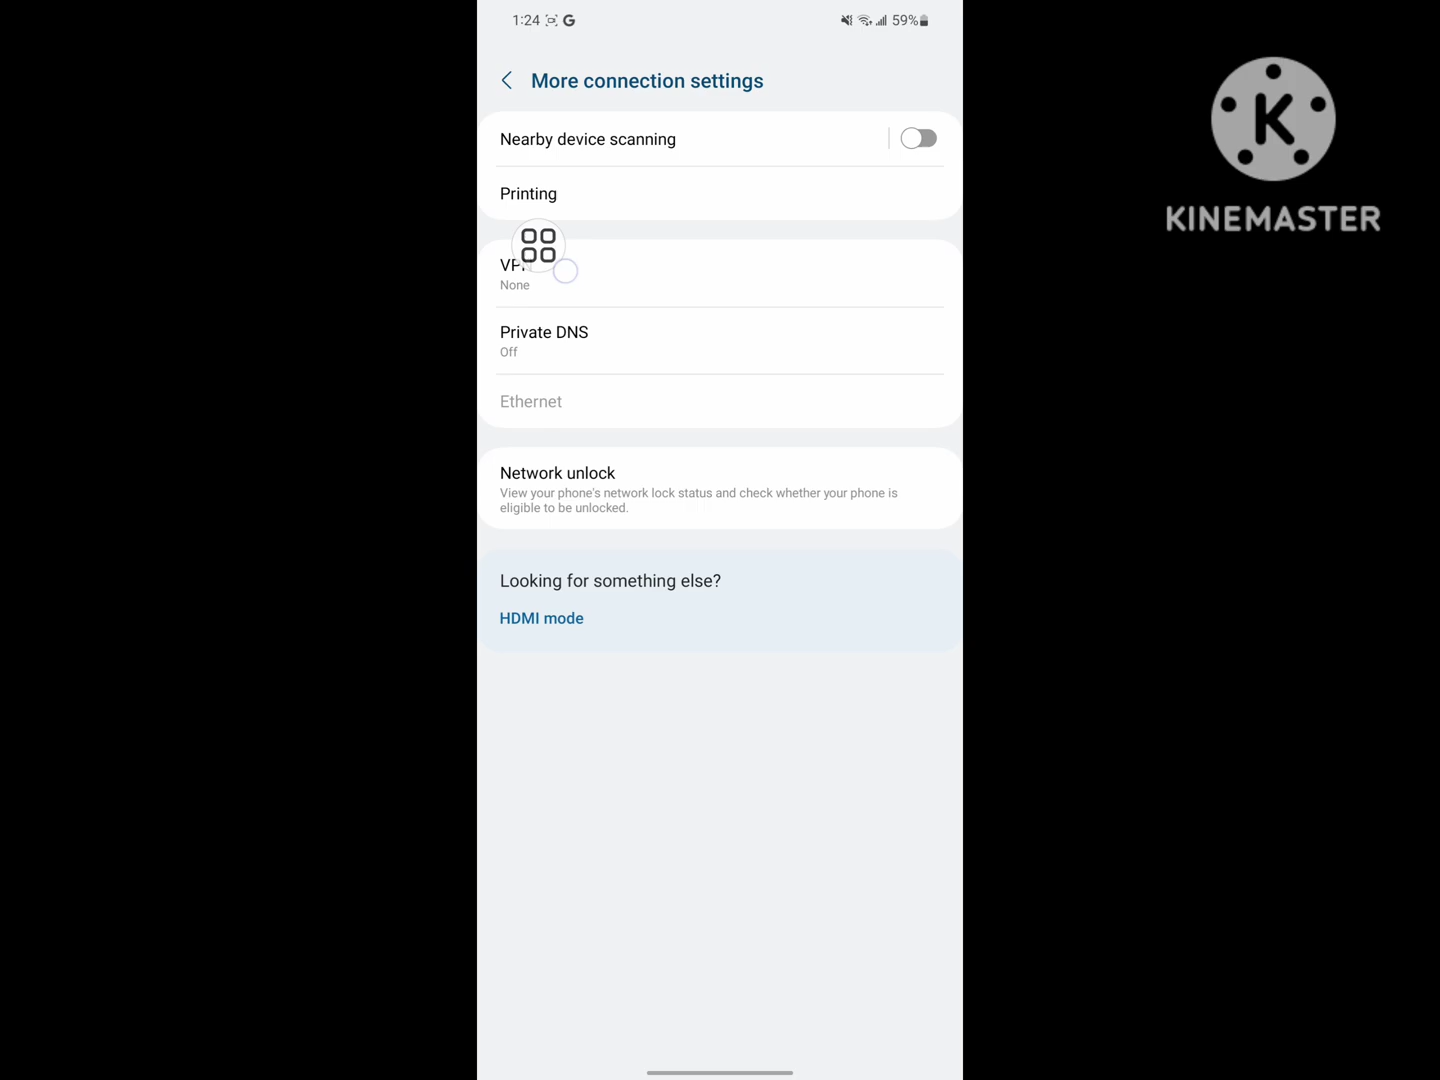 1:24 G 59%
More connection settings
Nearby device scanning
Printing
VPN
None
Private DNS
Off
Ethernet
Network unlock
View your phone's network lock status and check whether your phone is
eligible to be unlocked.
Looking for something else?
HDMI mode
K
KINEMASTER